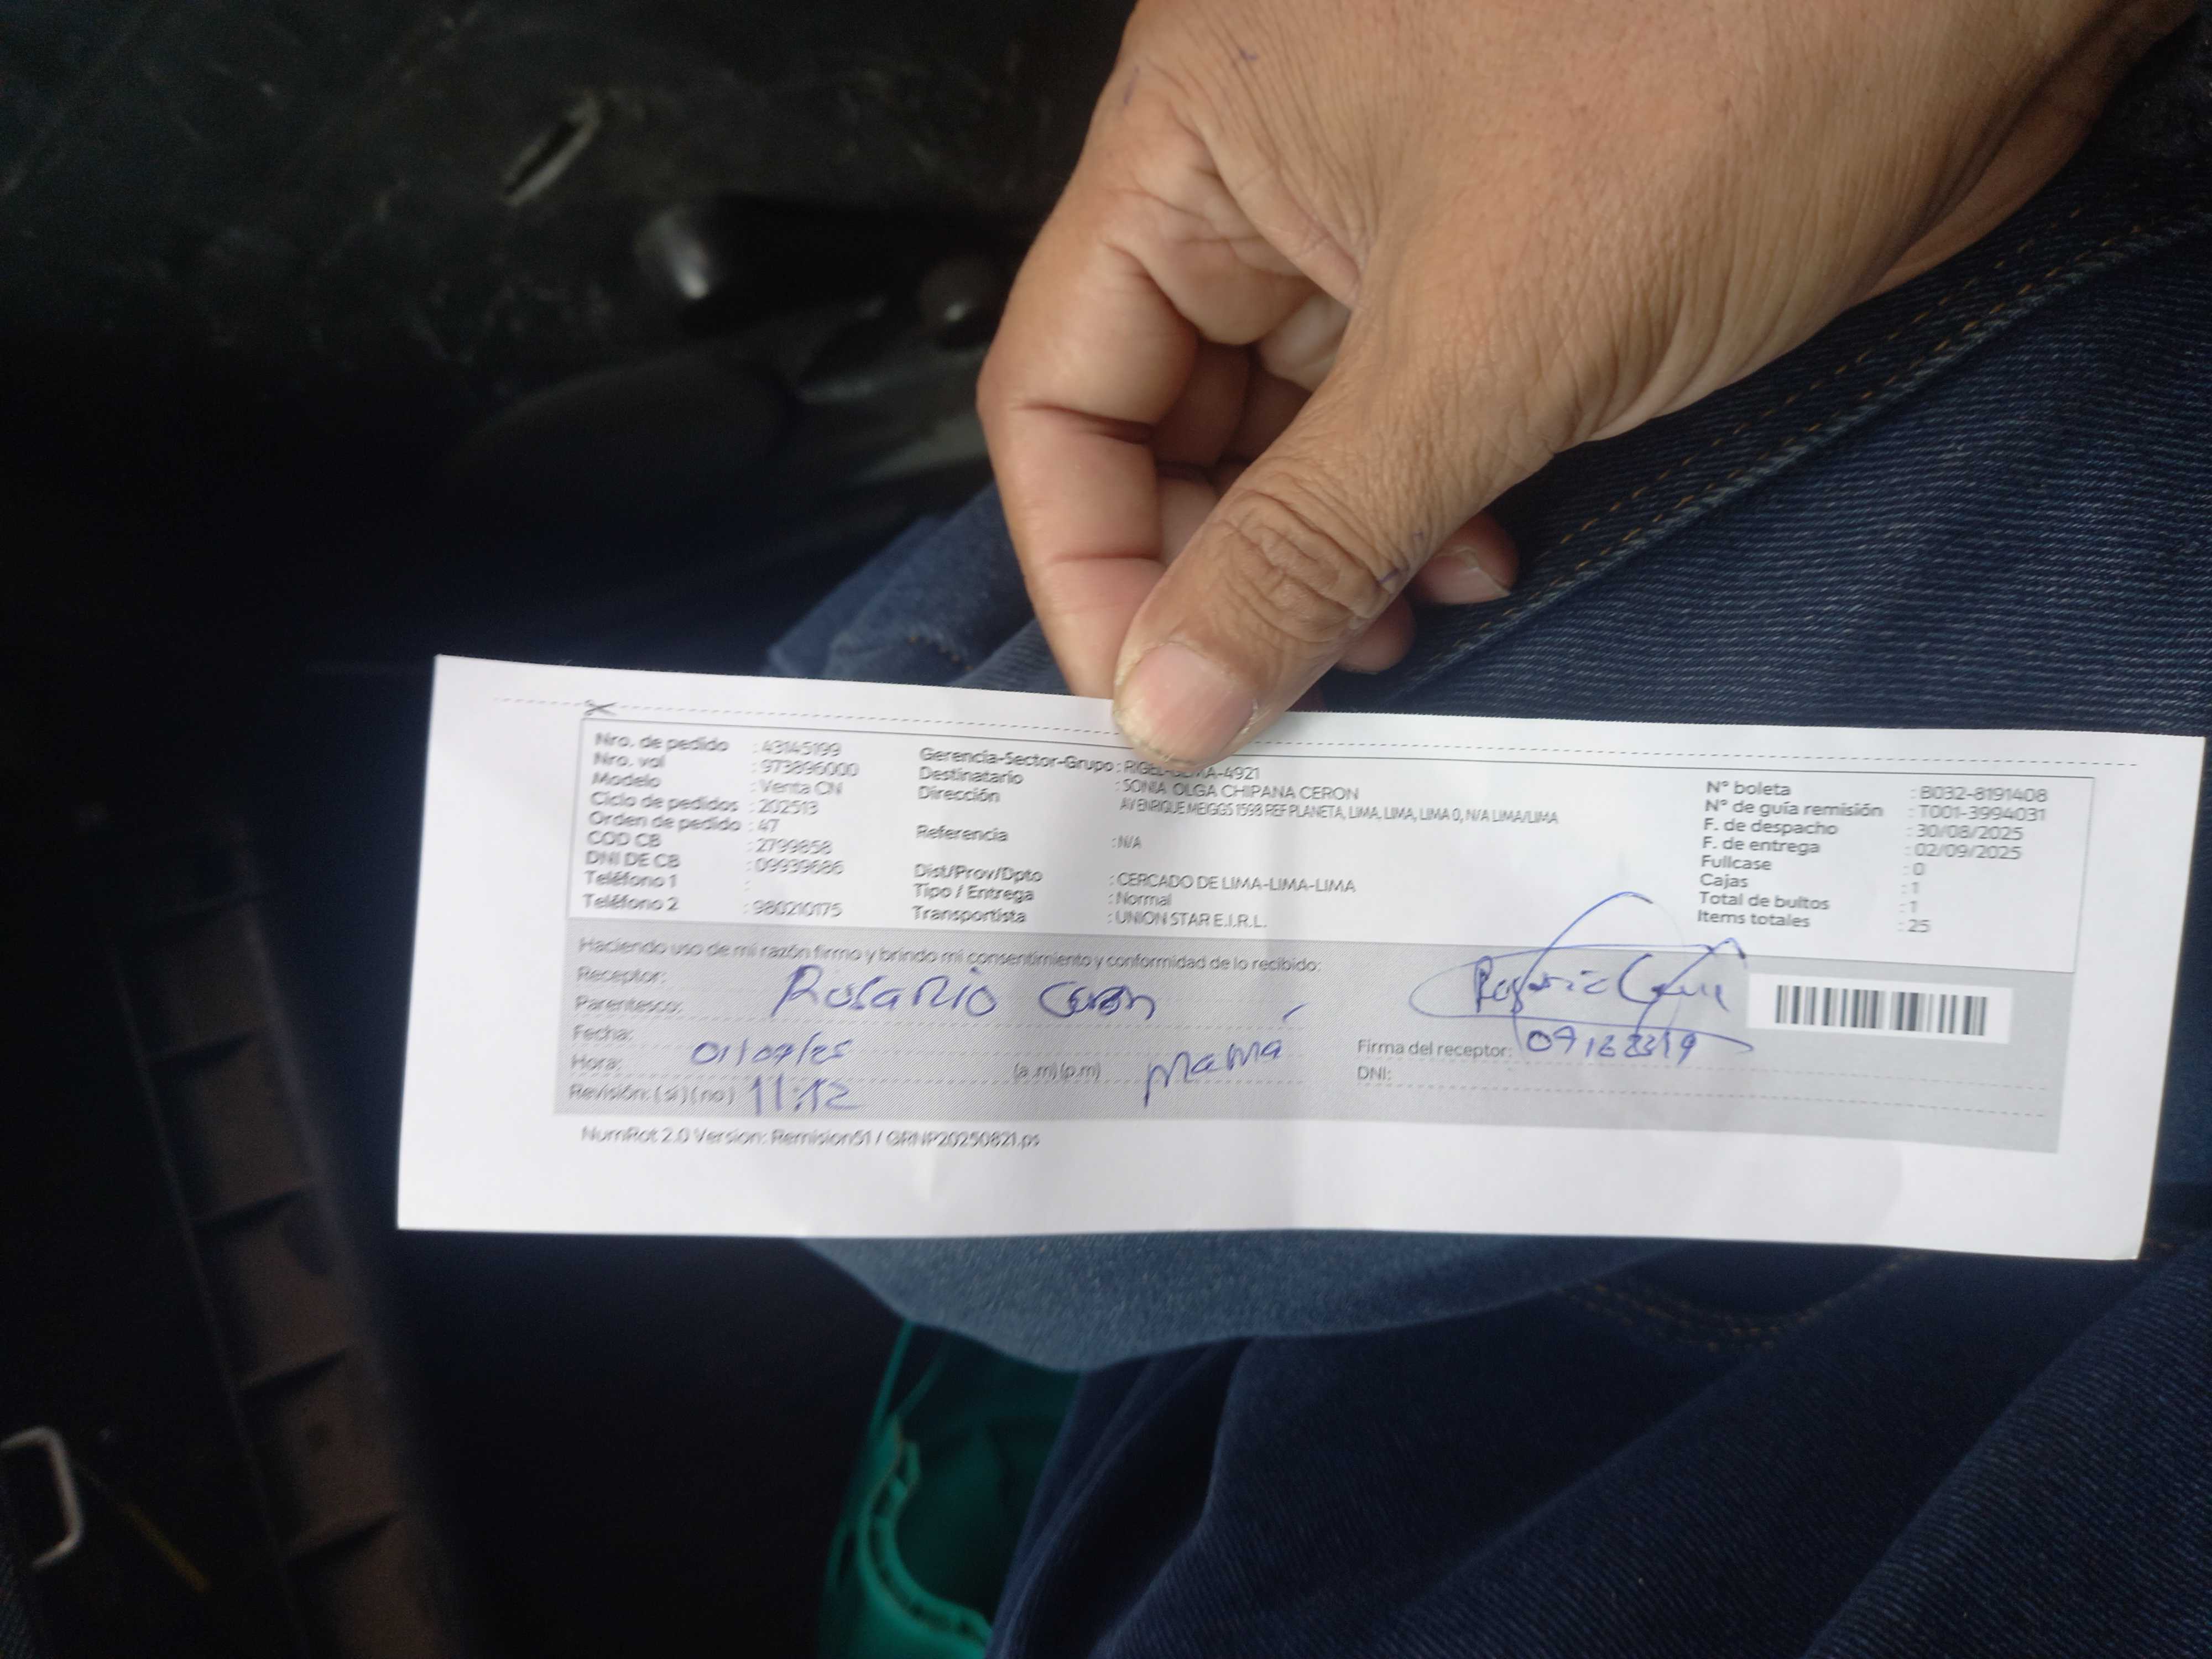 Nro. de pedido : 43145199
Nro. vol : 973896000
Modelo : Venta CN
Ciclo de pedidos : 202513
Orden de pedido : 47
COD CB : 2799858
DNI DE CB : 09939686
Teléfono 1 :
Teléfono 2 : 980210175
Gerencia-Sector-Grupo : -4921
Destinatario : SONIA OLGA CHIPANA CERON
Dirección : AV ENRIQUE MEIGGS 1598 REF PLANETA, LIMA, LIMA, LIMA 0, N/A LIMA/LIMA
Referencia : N/A
Dist/Prov/Dpto : CERCADO DE LIMA-LIMA-LIMA
Tipo / Entrega : Normal
Transportista : UNION STAR E.I.R.L.
N° boleta : B032-8191408
N° de guía remisión : T001-3994031
F. de despacho : 30/08/2025
F. de entrega : 02/09/2025
Fullcase : 0
Cajas : 1
Total de bultos : 1
Items totales : 25
Haciendo uso de mi razón firmo y brindo mi consentimiento y conformidad de lo recibido:
Receptor: Rosario Ceron
Parentesco: mamá
Fecha:
Hora: (a.m) (p.m)
Revisión: (si) (no) 11:12
Firma del receptor:
DNI:
NumRot 2.0 Version: Remision51 / GRNP20250821.ps